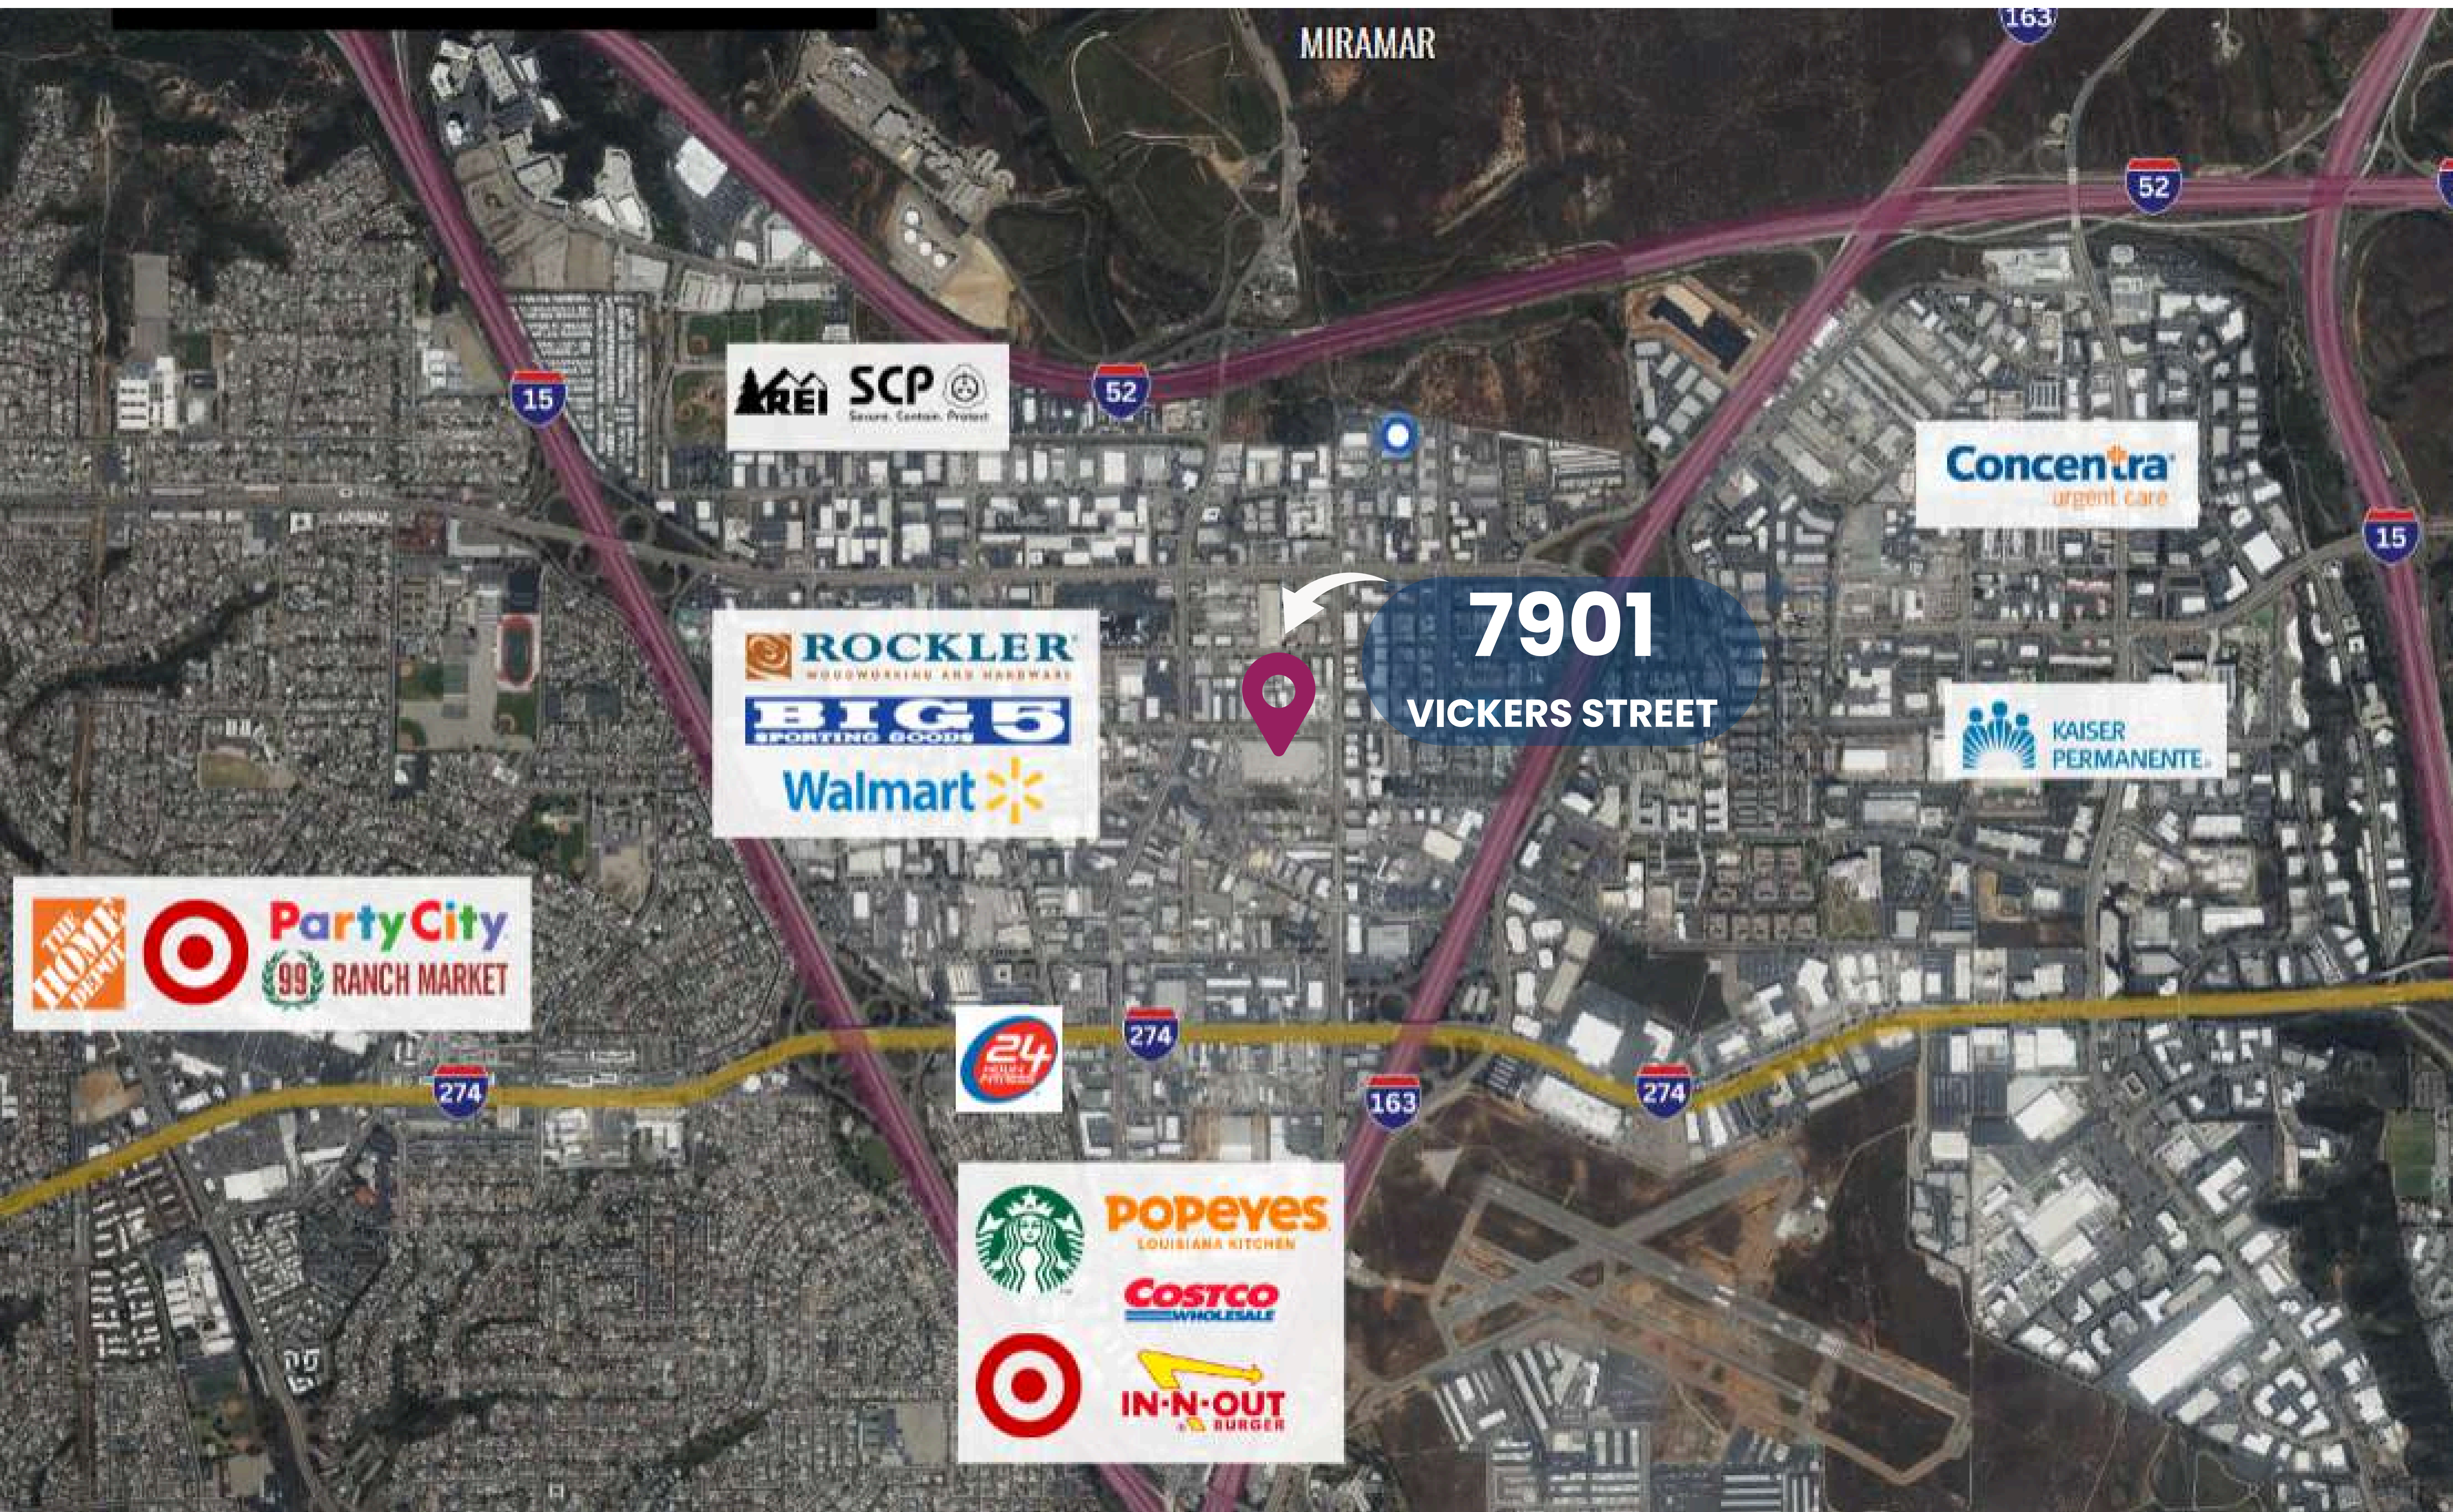 MIRAMAR
163
52
REI SCP
Secure. Contain. Protect
52
15
Concentra
urgent care
15
ROCKLER
WOODWORKING AND HARDWARE
BIG 5
SPORTING GOODS
Walmart
7901
VICKERS STREET
KAISER
PERMANENTE
THE
HOME
DEPOT
Party City
99 RANCH MARKET
24
HOUR
FITNESS
274
274
163
274
POPEYES
LOUISIANA KITCHEN
COSTCO
WHOLESALE
IN-N-OUT
BURGER